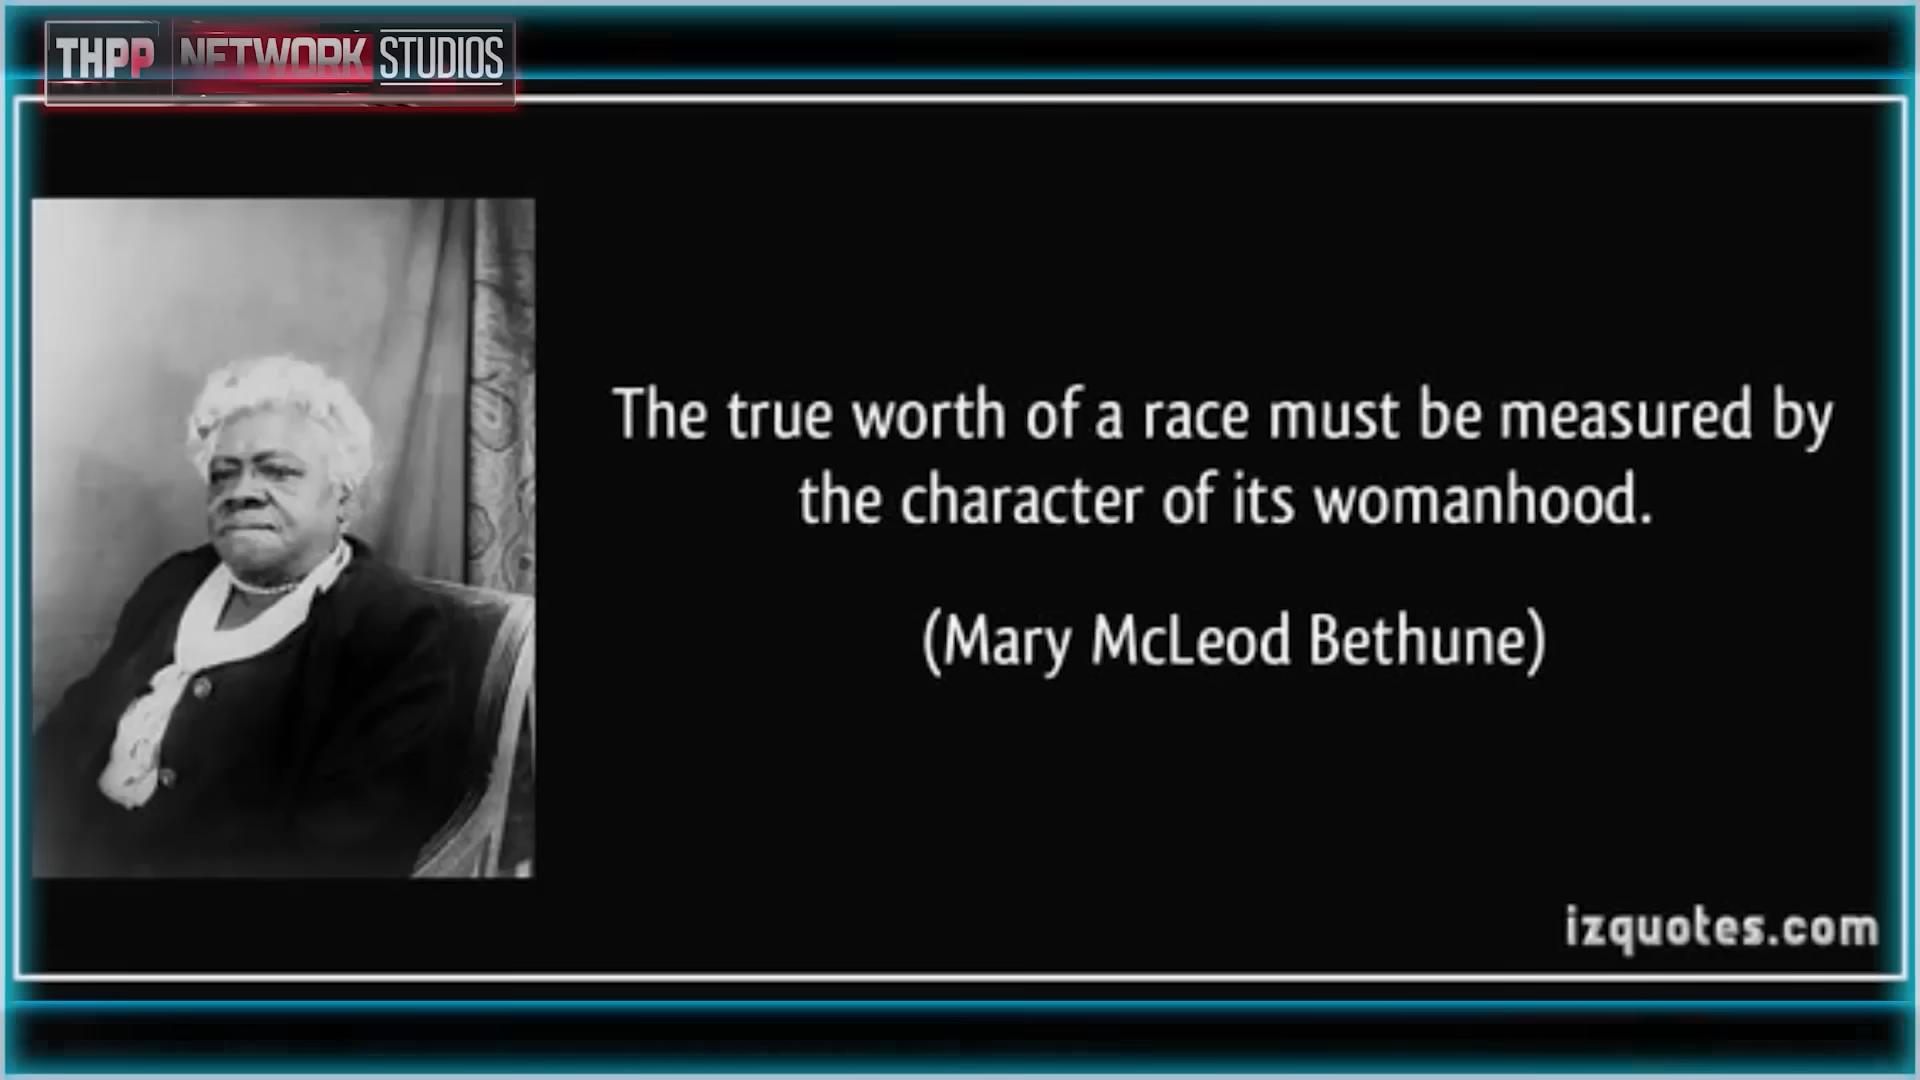 THPP NETWORK STUDIOS
The true worth of a race must be measured by
the character of its womanhood.
(Mary McLeod Bethune)
izquotes.com